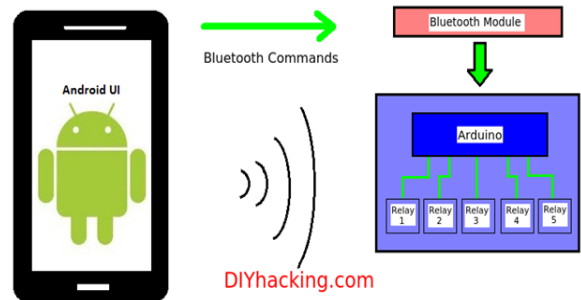 Android UI
Bluetooth Commands
Bluetooth Module
Arduino
Relay
1
Relay
2
Relay
3
Relay
4
Relay
5
DIYhacking.com